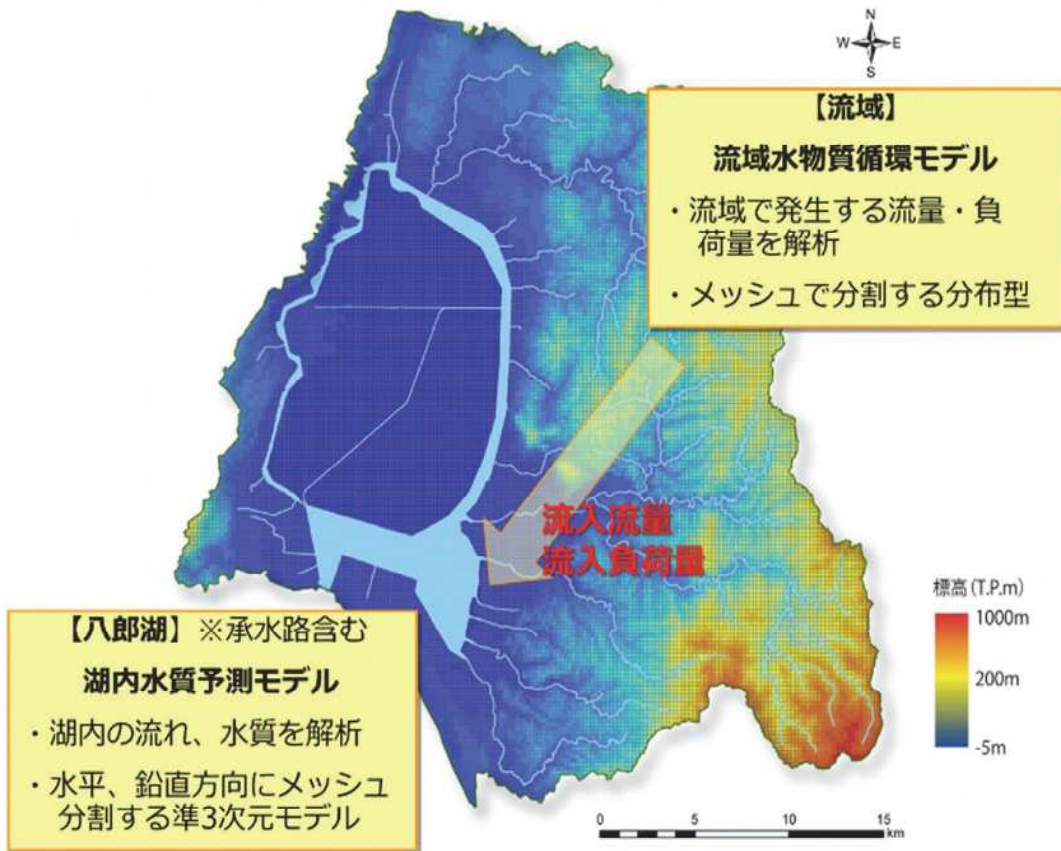 N
W E
S
【流域】
流域水物質循環モデル
・流域で発生する流量・負
荷量を解析
・メッシュで分割する分布型
流入流量
流入負荷量
【八郎湖】※承水路含む
湖内水質予測モデル
・湖内の流れ、水質を解析
・水平、鉛直方向にメッシュ
分割する準3次元モデル
標高(T.P.m)
1000m
200m
-5m
0 5 10 15
km